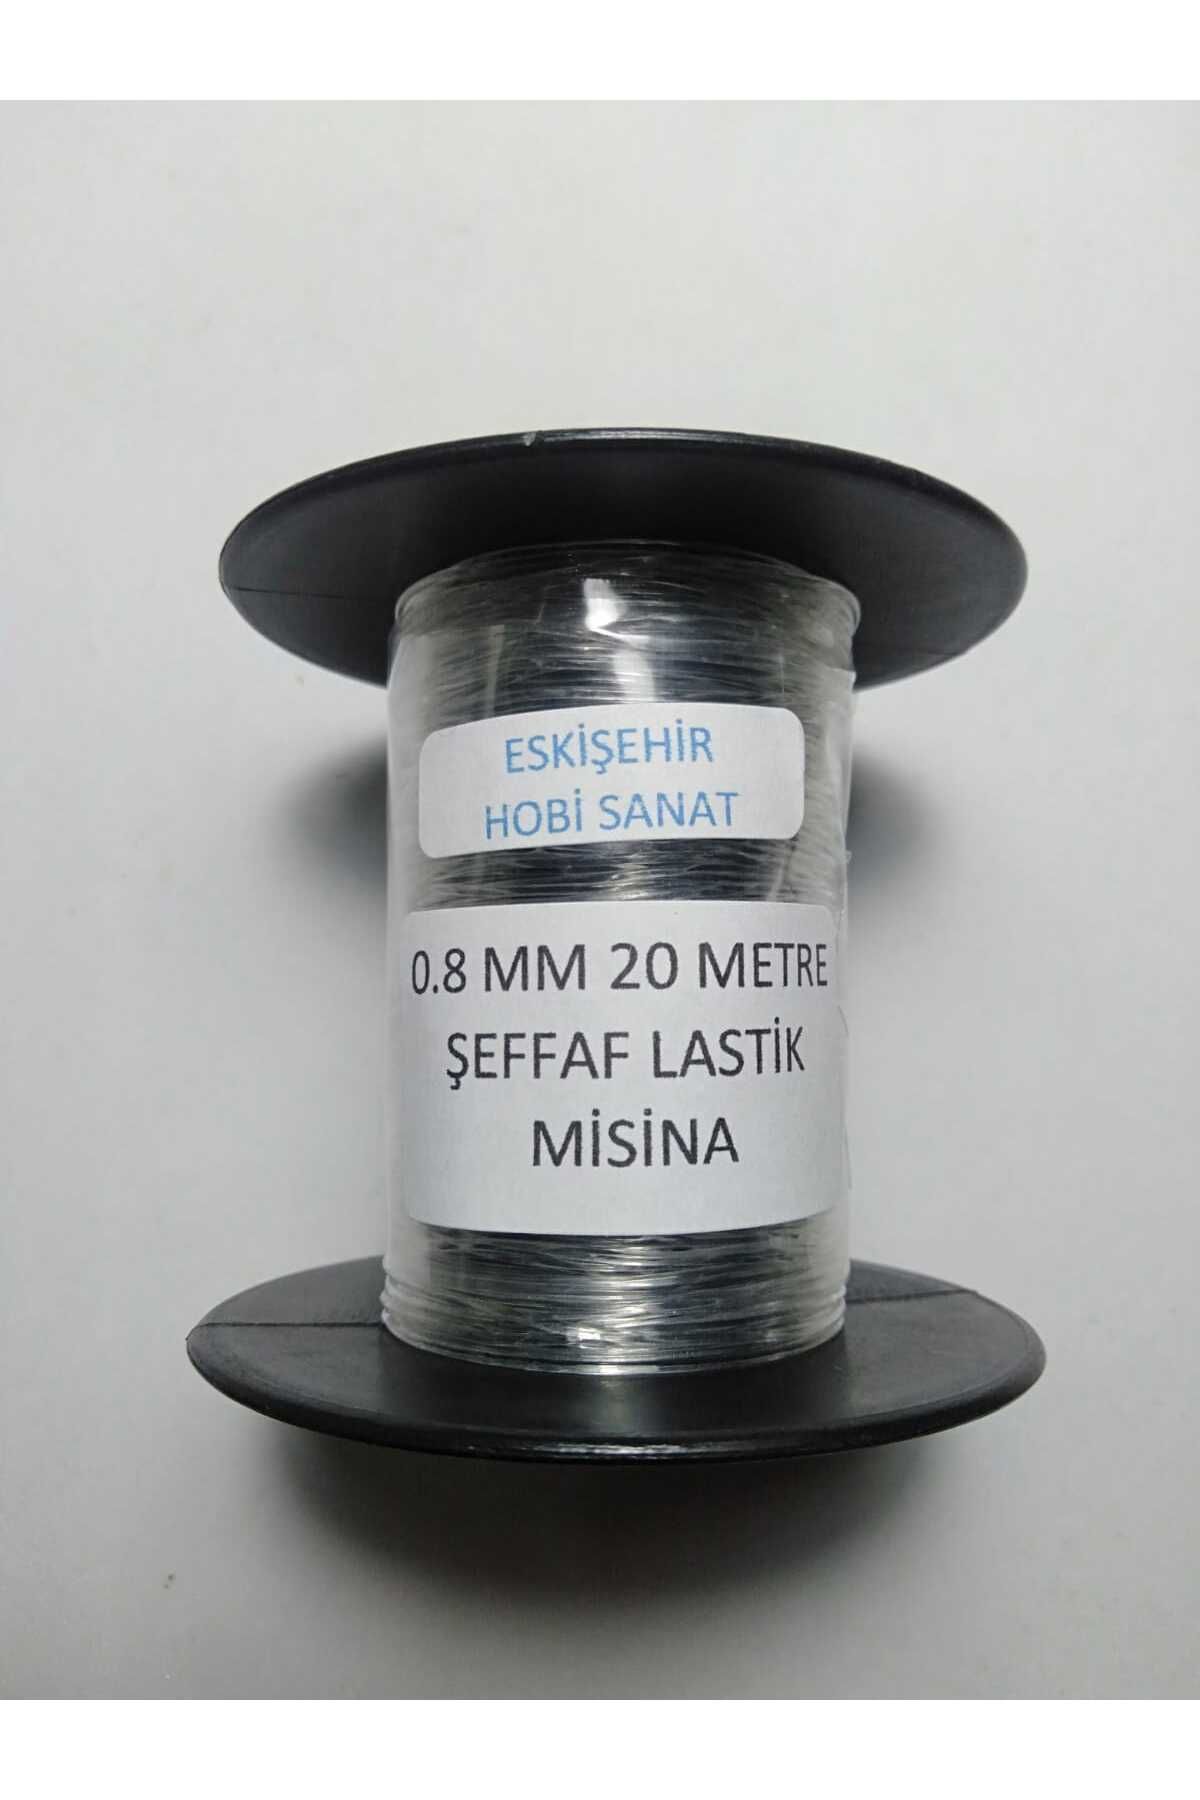 ESKİŞEHİR
HOBİ SANAT
0.8 MM 20 METRE
ŞEFFAF LASTİK
MİSİNA